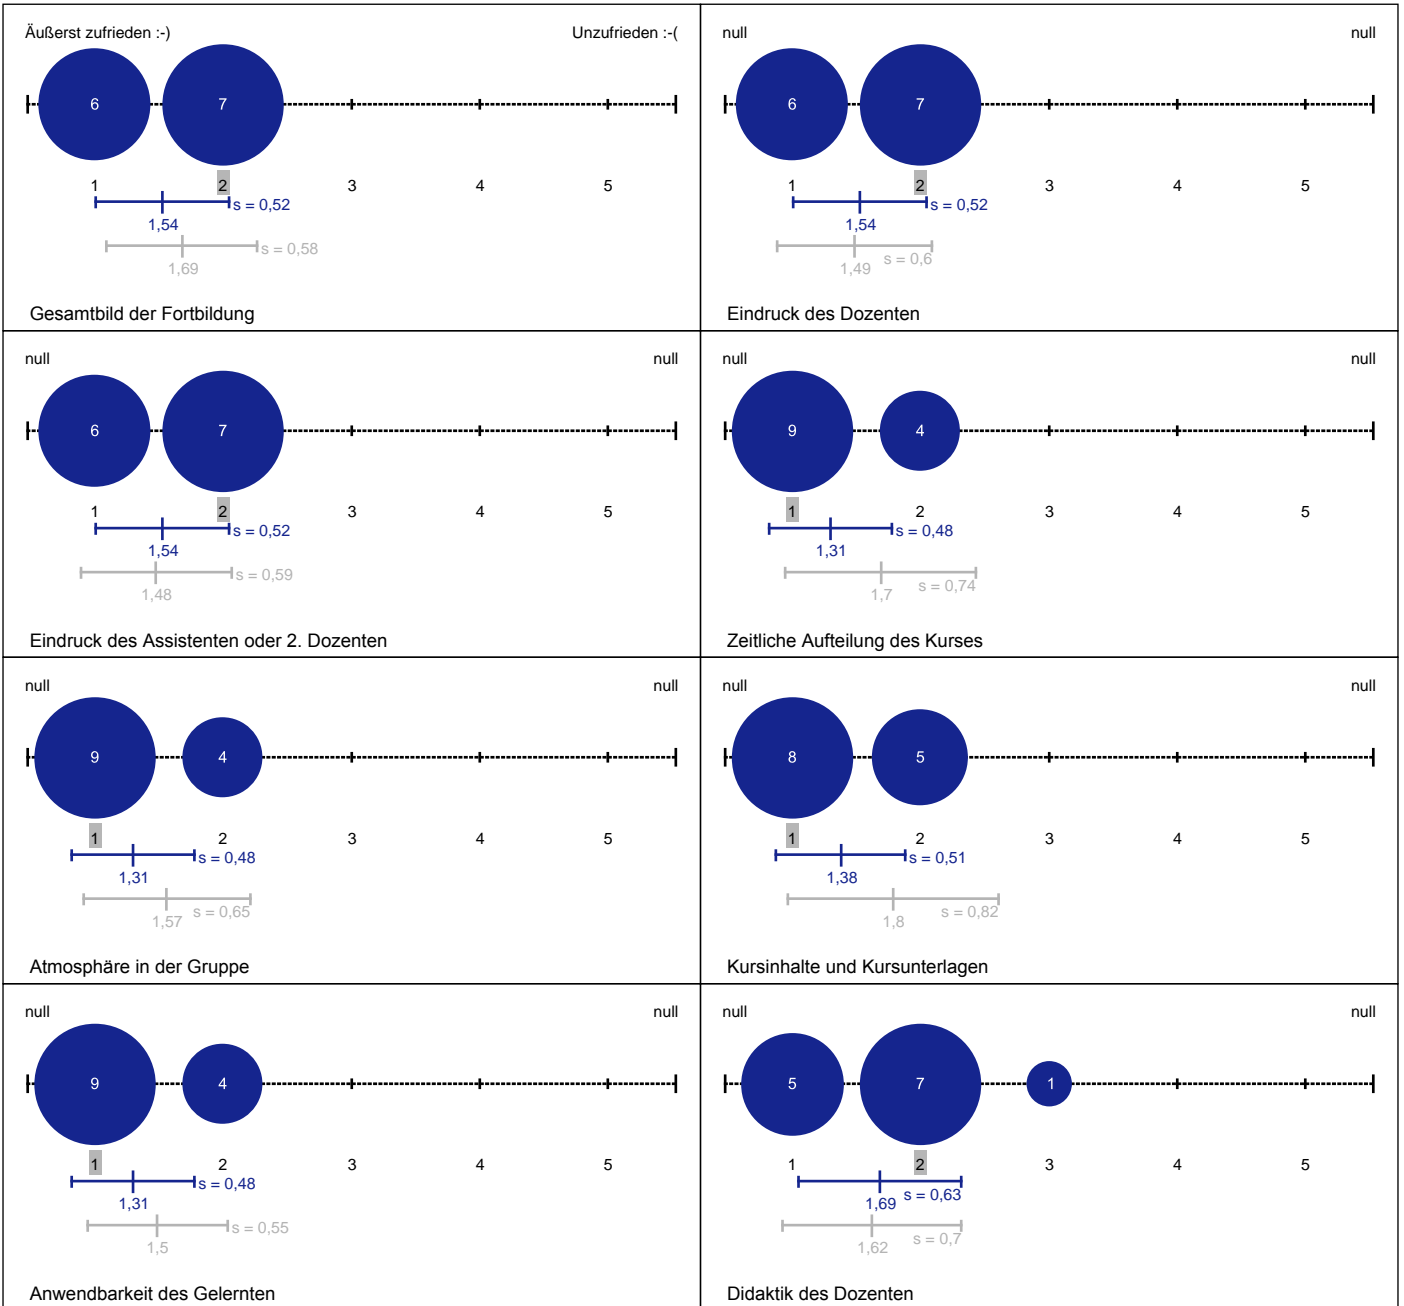 Äußerst zufrieden :-) Unzufrieden :-(
6 7
1 2 3 4 5
s = 0,52
1,54
s = 0,58
1,69
Gesamtbild der Fortbildung
null null
6 7
1 2 3 4 5
s = 0,52
1,54
s = 0,6
1,49
Eindruck des Dozenten
null null
6 7
1 2 3 4 5
s = 0,52
1,54
s = 0,59
1,48
Eindruck des Assistenten oder 2. Dozenten
null null
9 4
1 2 3 4 5
s = 0,48
1,31
s = 0,74
1,7
Zeitliche Aufteilung des Kurses
null null
9 4
1 2 3 4 5
s = 0,48
1,31
s = 0,65
1,57
Atmosphäre in der Gruppe
null null
8 5
1 2 3 4 5
s = 0,51
1,38
s = 0,82
1,8
Kursinhalte und Kursunterlagen
null null
9 4
1 2 3 4 5
s = 0,48
1,31
s = 0,55
1,5
Anwendbarkeit des Gelernten
null null
5 7 1
1 2 3 4 5
s = 0,63
1,69
s = 0,7
1,62
Didaktik des Dozenten